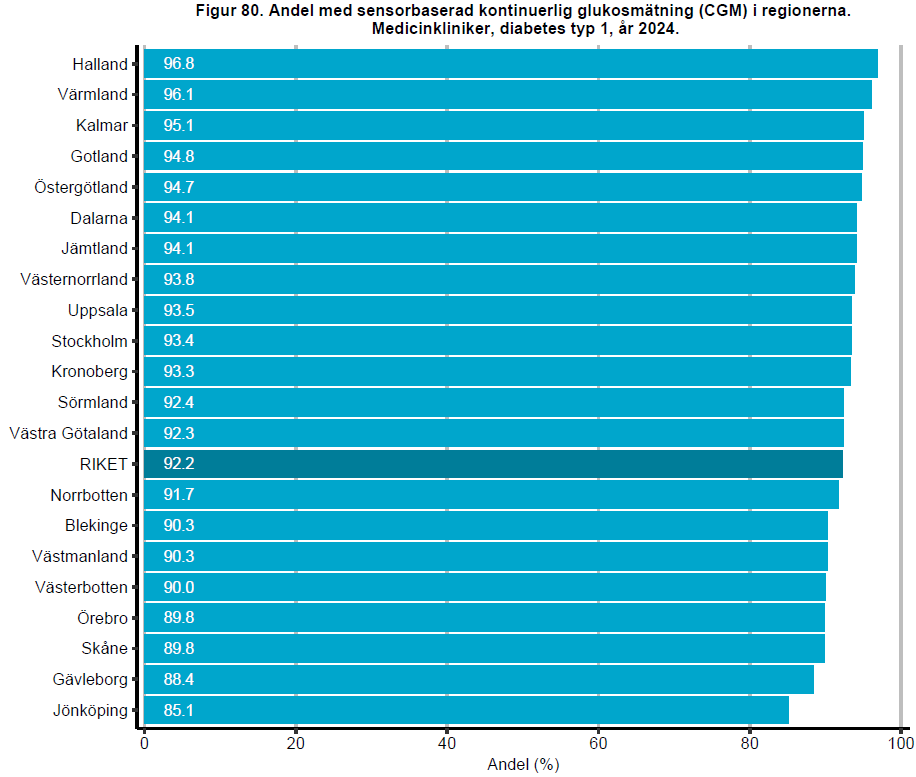 Figur 80. Andel med sensorbaserad kontinuerlig glukosmätning (CGM) i regionerna.
Medicinkliniker, diabetes typ 1, år 2024.
Halland 96.8
Värmland 96.1
Kalmar 95.1
Gotland 94.8
Östergötland 94.7
Dalarna 94.1
Jämtland 94.1
Västernorrland 93.8
Uppsala 93.5
Stockholm 93.4
Kronoberg 93.3
Sörmland 92.4
Västra Götaland 92.3
RIKET 92.2
Norrbotten 91.7
Blekinge 90.3
Västmanland 90.3
Västerbotten 90.0
Örebro 89.8
Skåne 89.8
Gävleborg 88.4
Jönköping 85.1
0 20 40 60 80 100
Andel (%)